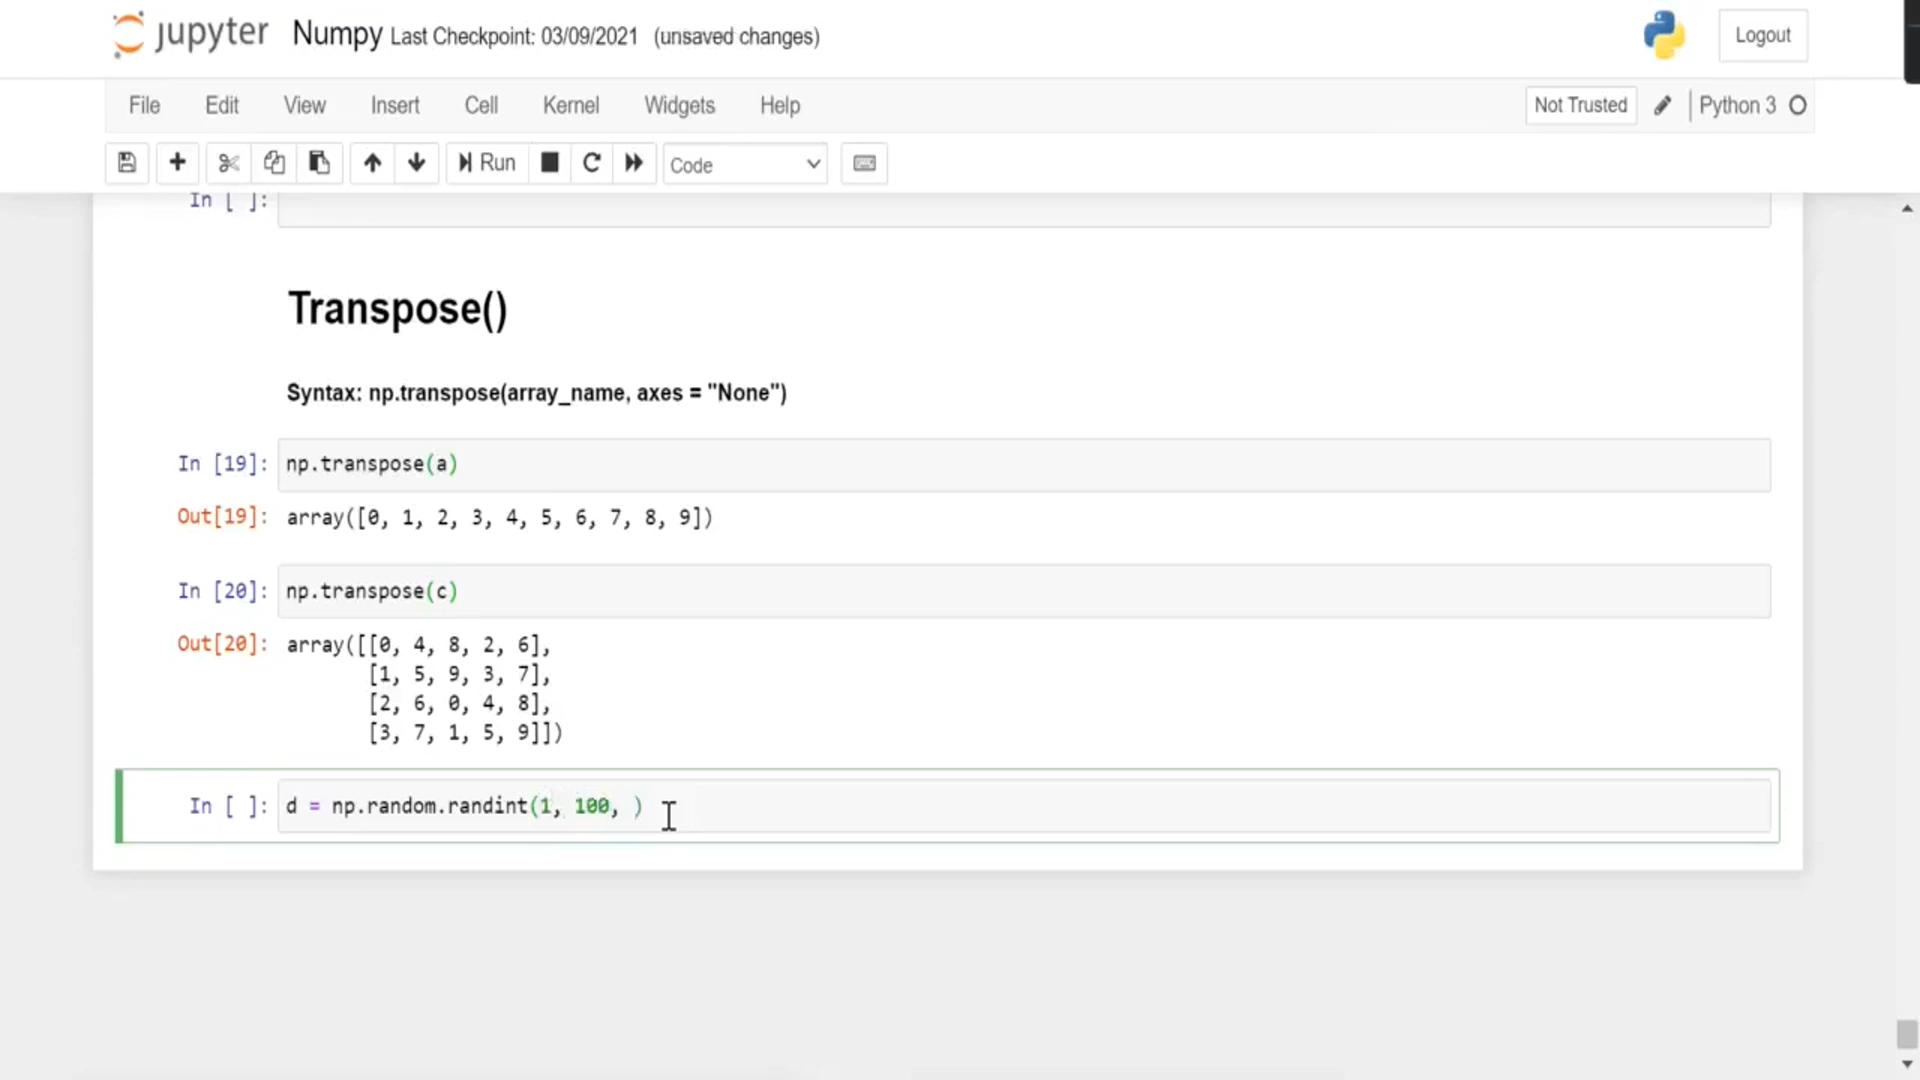 jupyter Numpy Last Checkpoint: 03/09/2021 (unsaved changes) Logout
File Edit View Insert Cell Kernel Widgets Help Not Trusted Python 3
Run Code
In [ ]:
Transpose()
Syntax: np.transpose(array_name, axes = "None")
In [19]: np.transpose(a)
Out[19]: array([0, 1, 2, 3, 4, 5, 6, 7, 8, 9])
In [20]: np.transpose(c)
Out[20]: array([[0, 4, 8, 2, 6],
[1, 5, 9, 3, 7],
[2, 6, 0, 4, 8],
[3, 7, 1, 5, 9]])
In [ ]: d = np.random.randint(1, 100, )